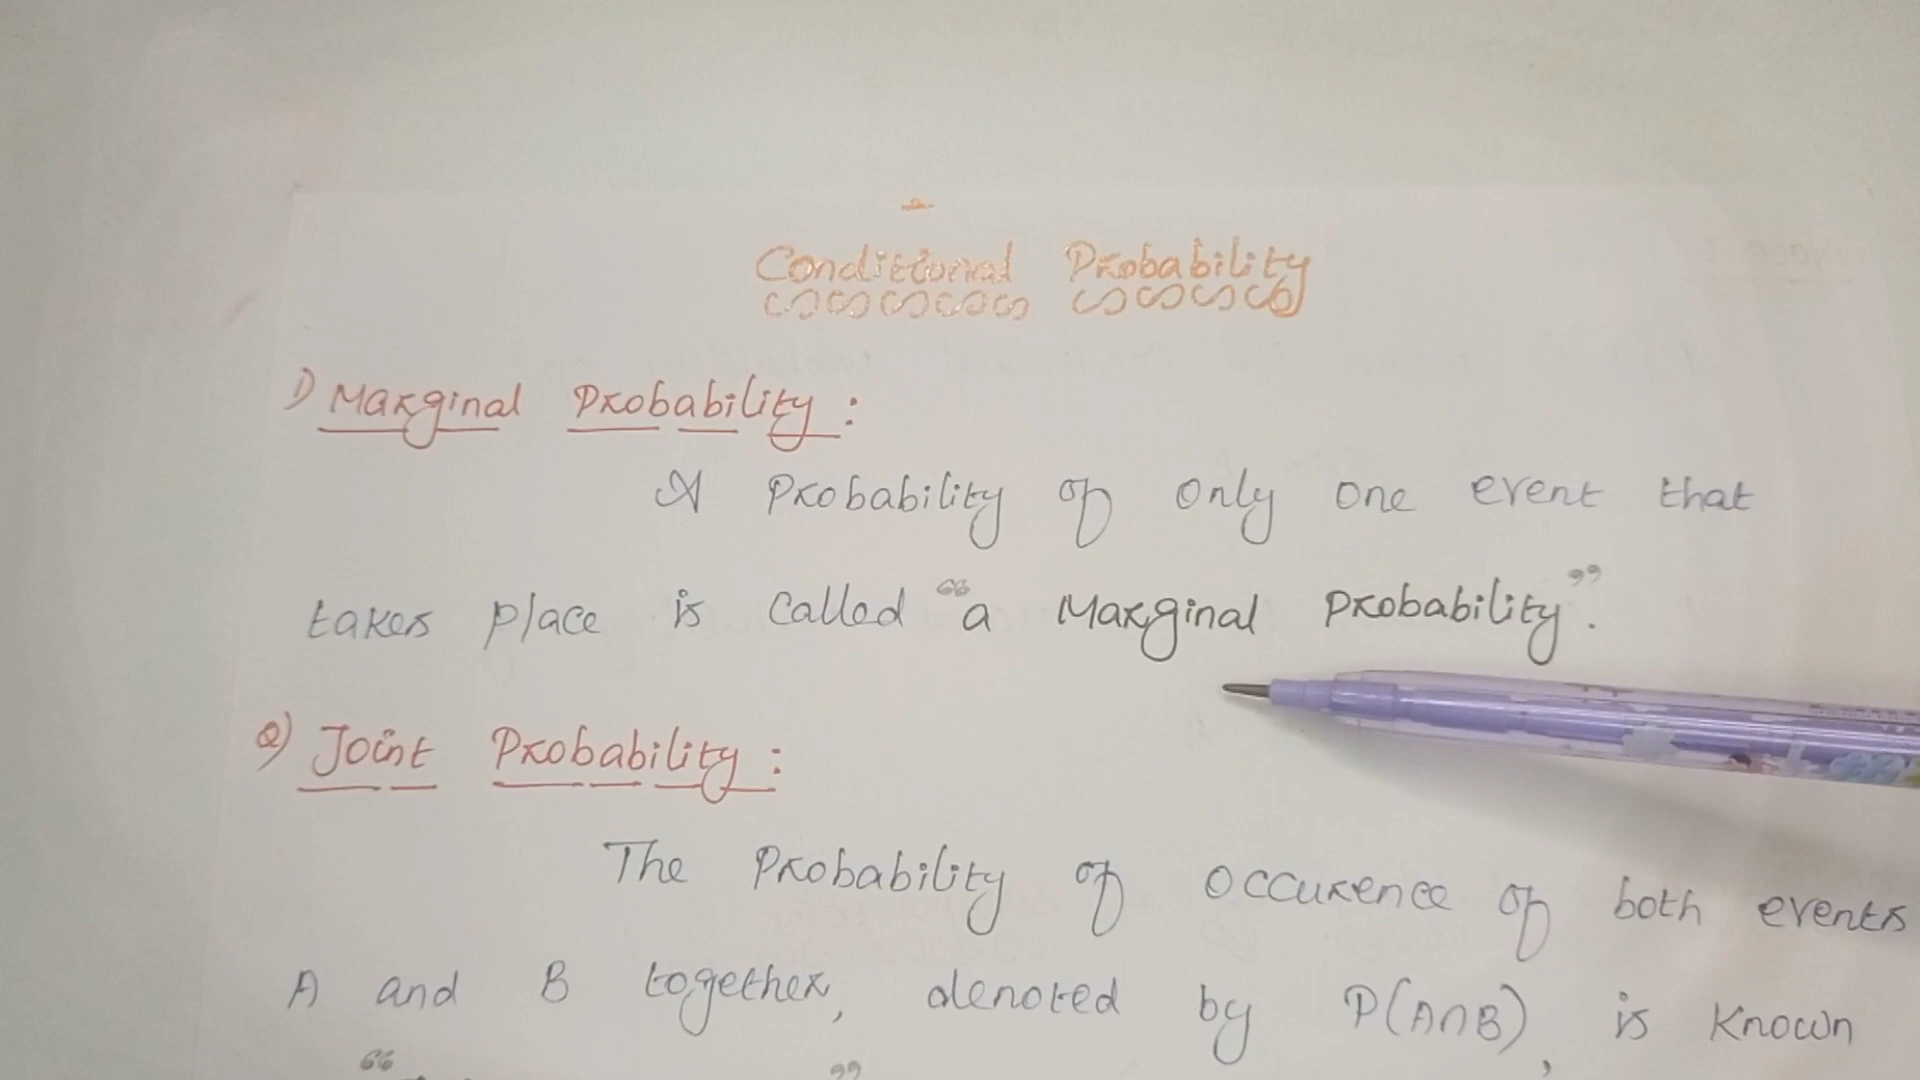 Conditional Probability
1) Marginal Probability :
A Probability of only one event that
takes place is called “a Marginal Probability”.
2) Joint Probability :
The Probability of occurence of both events
A and B together, denoted by P(A∩B), is known